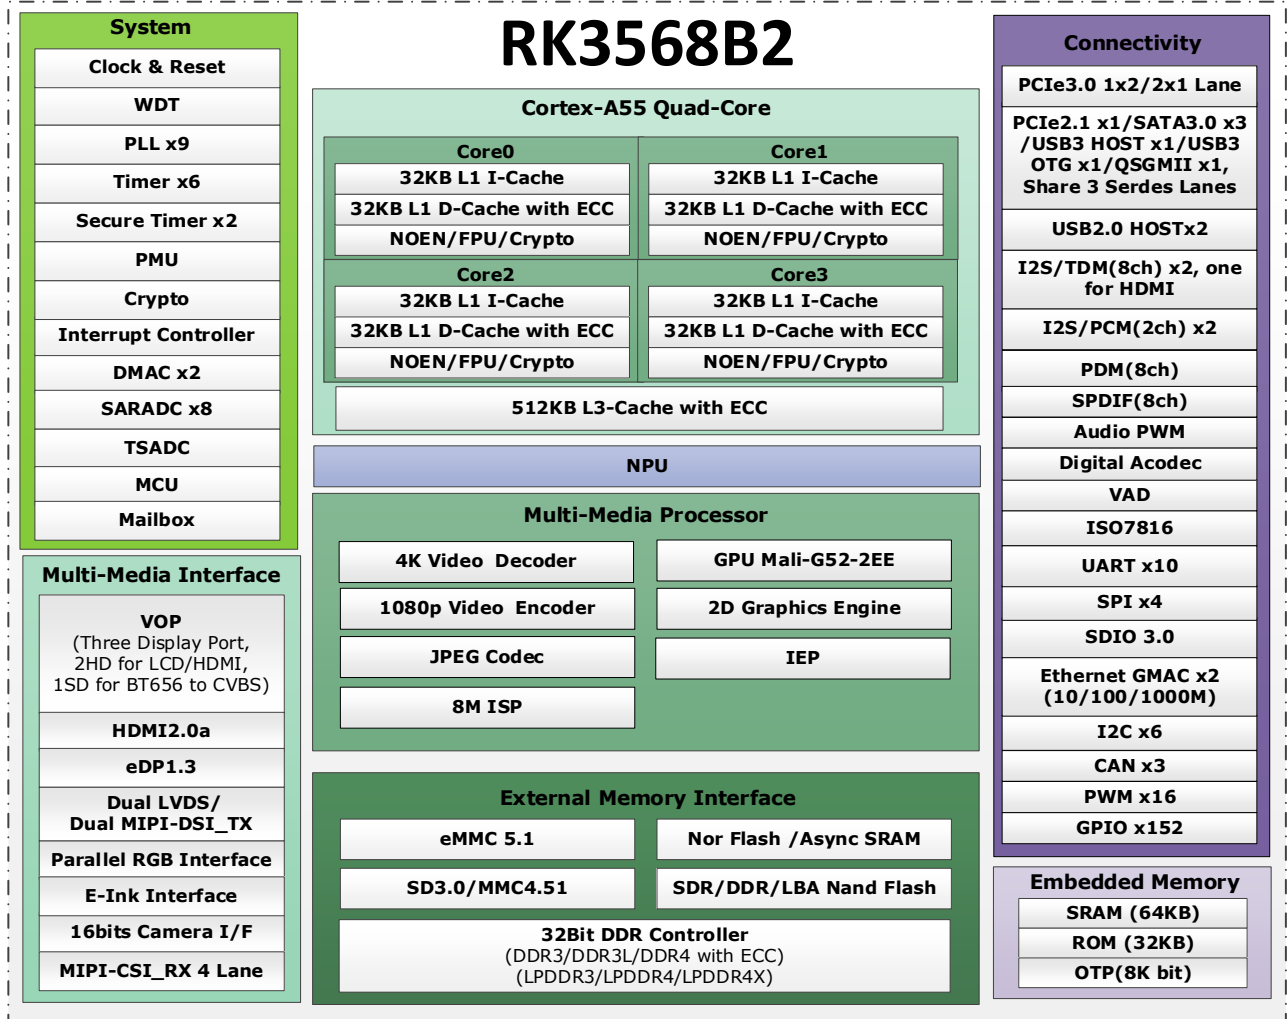 RK3568B2
System
Clock & Reset
WDT
PLL x9
Timer x6
Secure Timer x2
PMU
Crypto
Interrupt Controller
DMAC x2
SARADC x8
TSADC
MCU
Mailbox
Multi-Media Interface
VOP
(Three Display Port,
2HD for LCD/HDMI,
1SD for BT656 to CVBS)
HDMI2.0a
eDP1.3
Dual LVDS/
Dual MIPI-DSI_TX
Parallel RGB Interface
E-Ink Interface
16bits Camera I/F
MIPI-CSI_RX 4 Lane
Cortex-A55 Quad-Core
Core0
32KB L1 I-Cache
32KB L1 D-Cache with ECC
NOEN/FPU/Crypto
Core1
32KB L1 I-Cache
32KB L1 D-Cache with ECC
NOEN/FPU/Crypto
Core2
32KB L1 I-Cache
32KB L1 D-Cache with ECC
NOEN/FPU/Crypto
Core3
32KB L1 I-Cache
32KB L1 D-Cache with ECC
NOEN/FPU/Crypto
512KB L3-Cache with ECC
NPU
Multi-Media Processor
4K Video Decoder
1080p Video Encoder
JPEG Codec
8M ISP
GPU Mali-G52-2EE
2D Graphics Engine
IEP
External Memory Interface
eMMC 5.1
Nor Flash /Async SRAM
SD3.0/MMC4.51
SDR/DDR/LBA Nand Flash
32Bit DDR Controller
(DDR3/DDR3L/DDR4 with ECC)
(LPDDR3/LPDDR4/LPDDR4X)
Connectivity
PCIe3.0 1x2/2x1 Lane
PCIe2.1 x1/SATA3.0 x3
/USB3 HOST x1/USB3
OTG x1/QSGMII x1,
Share 3 Serdes Lanes
USB2.0 HOSTx2
I2S/TDM(8ch) x2, one
for HDMI
I2S/PCM(2ch) x2
PDM(8ch)
SPDIF(8ch)
Audio PWM
Digital Acodec
VAD
ISO7816
UART x10
SPI x4
SDIO 3.0
Ethernet GMAC x2
(10/100/1000M)
I2C x6
CAN x3
PWM x16
GPIO x152
Embedded Memory
SRAM (64KB)
ROM (32KB)
OTP(8K bit)